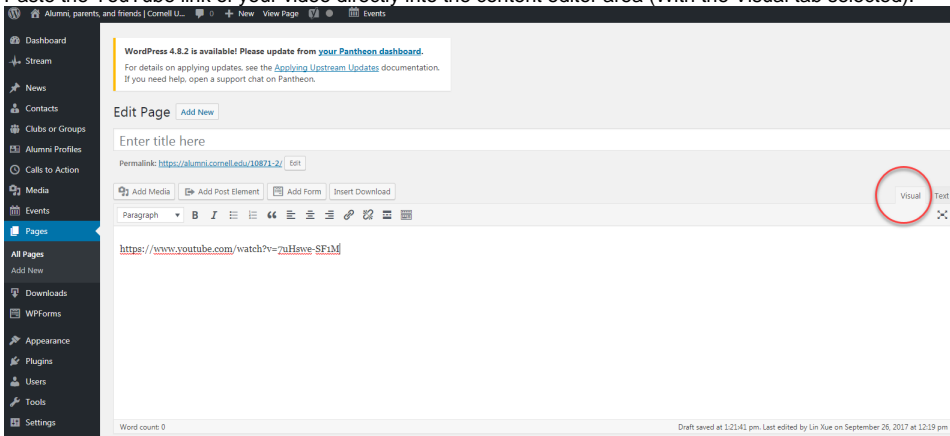 Paste the YouTube link of your video directly into the content editor area (With the Visual tab selected).
Alumni, parents, and friends | Cornell U... 0 + New View Page Events
Dashboard
Stream
News
Contacts
Clubs or Groups
Alumni Profiles
Calls to Action
Media
Events
Pages
All Pages
Add New
Downloads
WPForms
Appearance
Plugins
Users
Tools
Settings
WordPress 4.8.2 is available! Please update from your Pantheon dashboard.
For details on applying updates, see the Applying Upstream Updates documentation.
If you need help, open a support chat on Pantheon.
Edit Page Add New
Enter title here
Permalink: https://alumni.cornell.edu/10871-2/ Edit
Add Media Add Post Element Add Form Insert Download
Visual Text
Paragraph B I
https://www.youtube.com/watch?v=7uHswe-SF1M
Word count: 0
Draft saved at 1:21:41 pm. Last edited by Lin Xue on September 26, 2017 at 12:19 pm